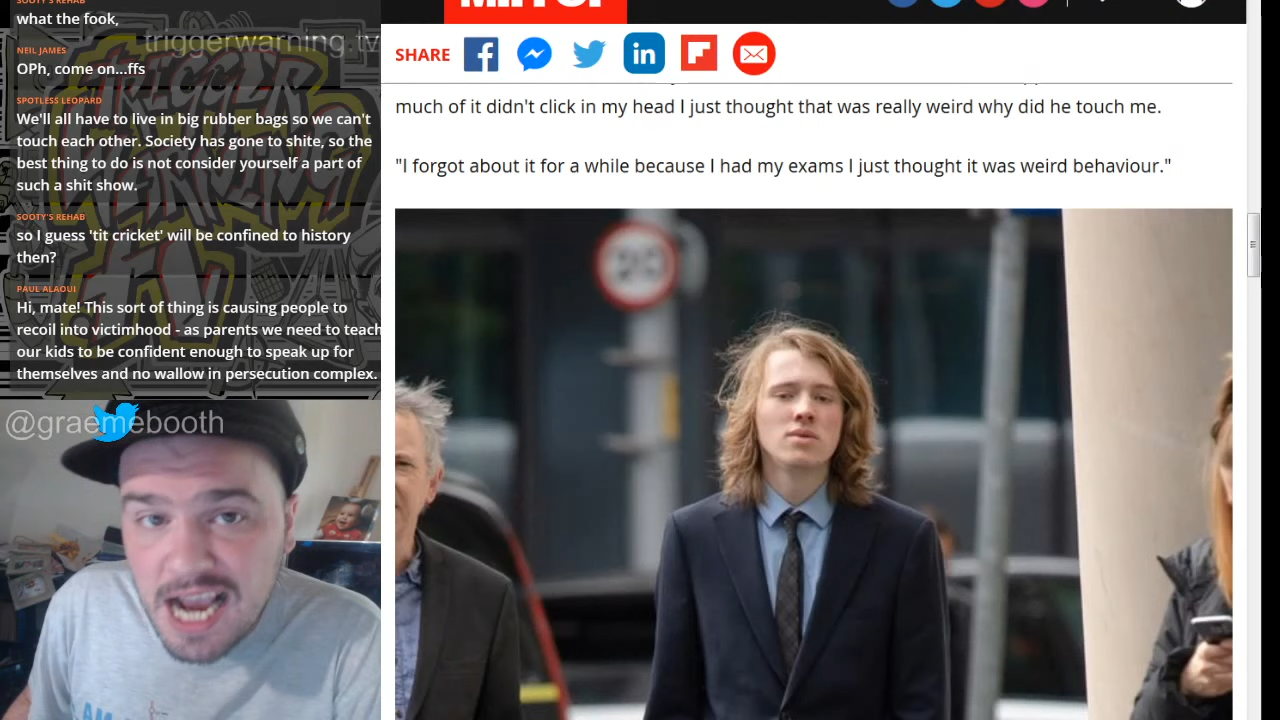 SOOTY'S REHAB
what the fook,
triggerwarning.tv
NEIL JAMES
OPh, come on...ffs
SPOTLESS LEOPARD
We'll all have to live in big rubber bags so we can't
touch each other. Society has gone to shite, so the
best thing to do is not consider yourself a part of
such a shit show.
SOOTY'S REHAB
so I guess 'tit cricket' will be confined to history
then?
PAUL ALAOUI
Hi, mate! This sort of thing is causing people to
recoil into victimhood - as parents we need to teach
our kids to be confident enough to speak up for
themselves and no wallow in persecution complex.
@graemebooth
MIRROR
SHARE
much of it didn't click in my head I just thought that was really weird why did he touch me.
"I forgot about it for a while because I had my exams I just thought it was weird behaviour."
20
TRIGGER
WARNING
TV